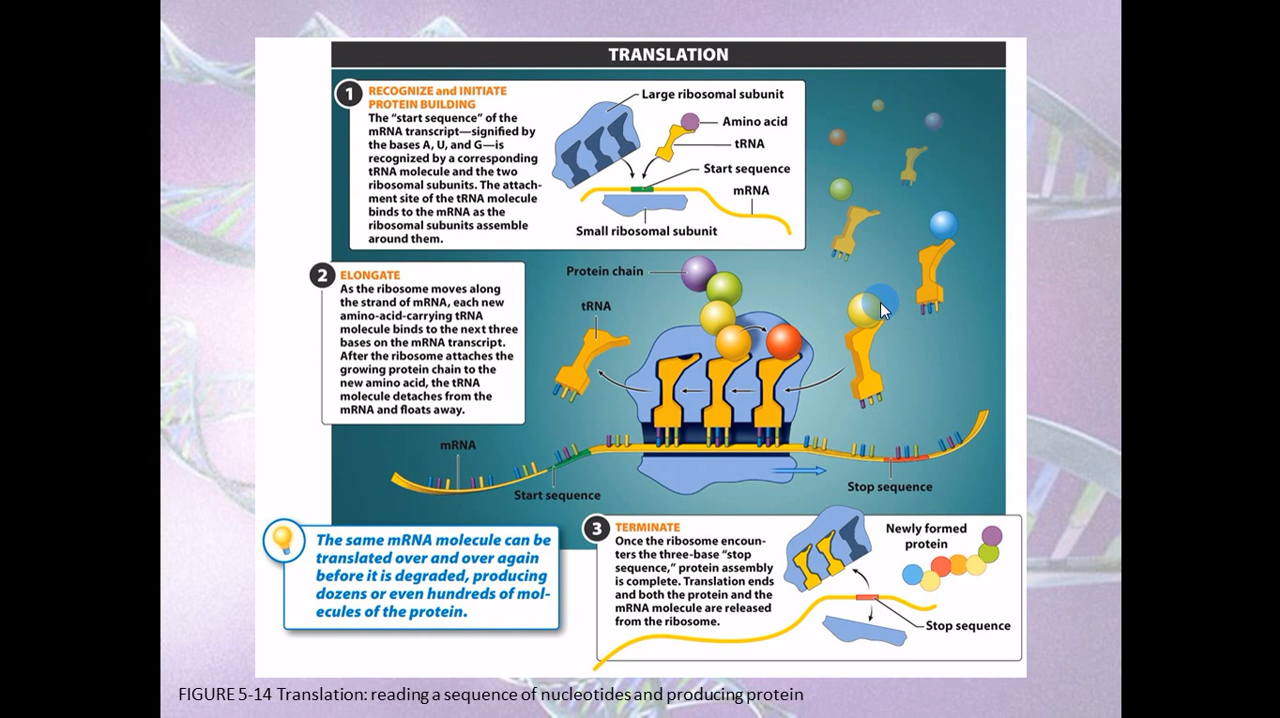 TRANSLATION
1
RECOGNIZE and INITIATE
PROTEIN BUILDING
The “start sequence” of the
mRNA transcript—signified by
the bases A, U, and G—is
recognized by a corresponding
tRNA molecule and the two
ribosomal subunits. The attach-
ment site of the tRNA molecule
binds to the mRNA as the
ribosomal subunits assemble
around them.
Large ribosomal subunit
Amino acid
tRNA
Start sequence
mRNA
Small ribosomal subunit
2
ELONGATE
As the ribosome moves along
the strand of mRNA, each new
amino-acid-carrying tRNA
molecule binds to the next three
bases on the mRNA transcript.
After the ribosome attaches the
growing protein chain to the
new amino acid, the tRNA
molecule detaches from the
mRNA and floats away.
Protein chain
tRNA
mRNA
Start sequence
Stop sequence
The same mRNA molecule can be
translated over and over again
before it is degraded, producing
dozens or even hundreds of mol-
ecules of the protein.
3
TERMINATE
Once the ribosome encoun-
ters the three-base “stop
sequence,” protein assembly
is complete. Translation ends
and both the protein and the
mRNA molecule are released
from the ribosome.
Newly formed
protein
Stop sequence
FIGURE 5-14 Translation: reading a sequence of nucleotides and producing protein